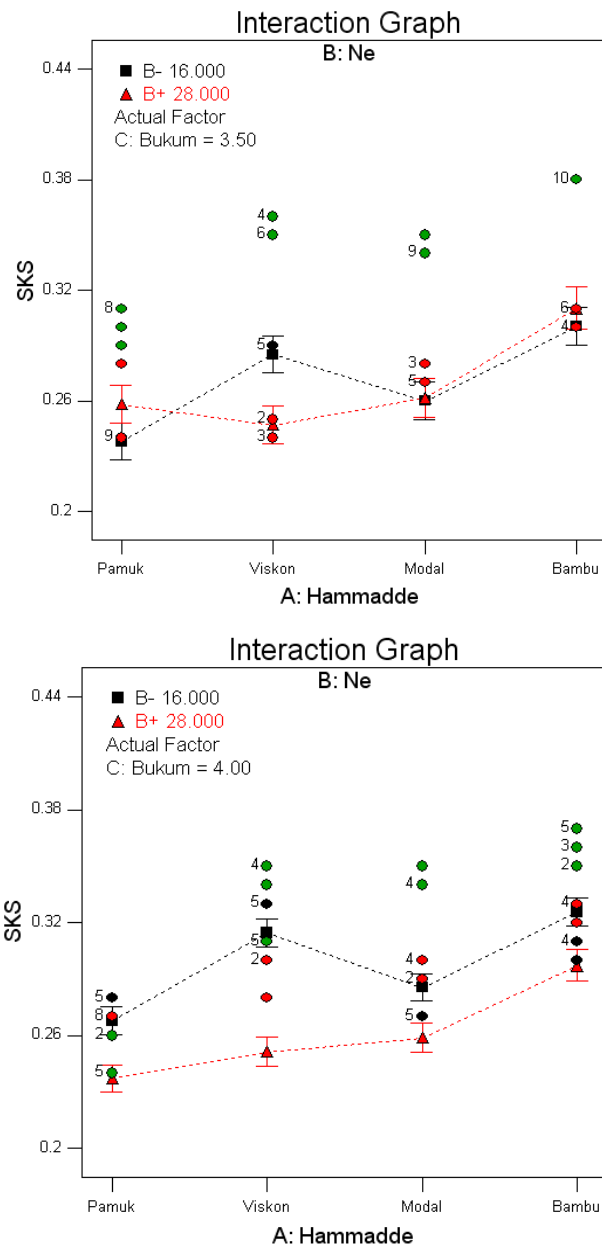 Interaction Graph
B: Ne
B- 16.000
B+ 28.000
Actual Factor
C: Bukum = 3.50
0.44
0.38
0.32
0.26
0.2
SKS
8
9
4
6
5
2
3
9
3
5
10
6
4
Pamuk Viskon Modal Bambu
A: Hammadde
Interaction Graph
B: Ne
B- 16.000
B+ 28.000
Actual Factor
C: Bukum = 4.00
0.44
0.38
0.32
0.26
0.2
SKS
5
8
2
5
4
5
5
2
4
4
2
5
5
3
2
4
4
Pamuk Viskon Modal Bambu
A: Hammadde